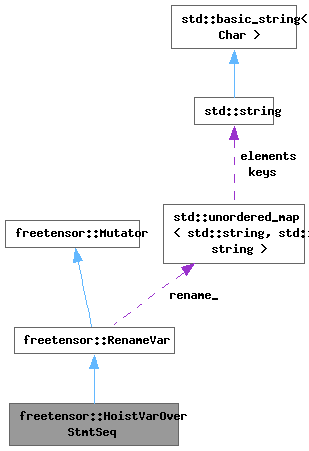 std::basic_string<
Char >
std::string
elements
keys
std::unordered_map
< std::string, std::
string >
freetensor::Mutator
rename_
freetensor::RenameVar
freetensor::HoistVarOver
StmtSeq